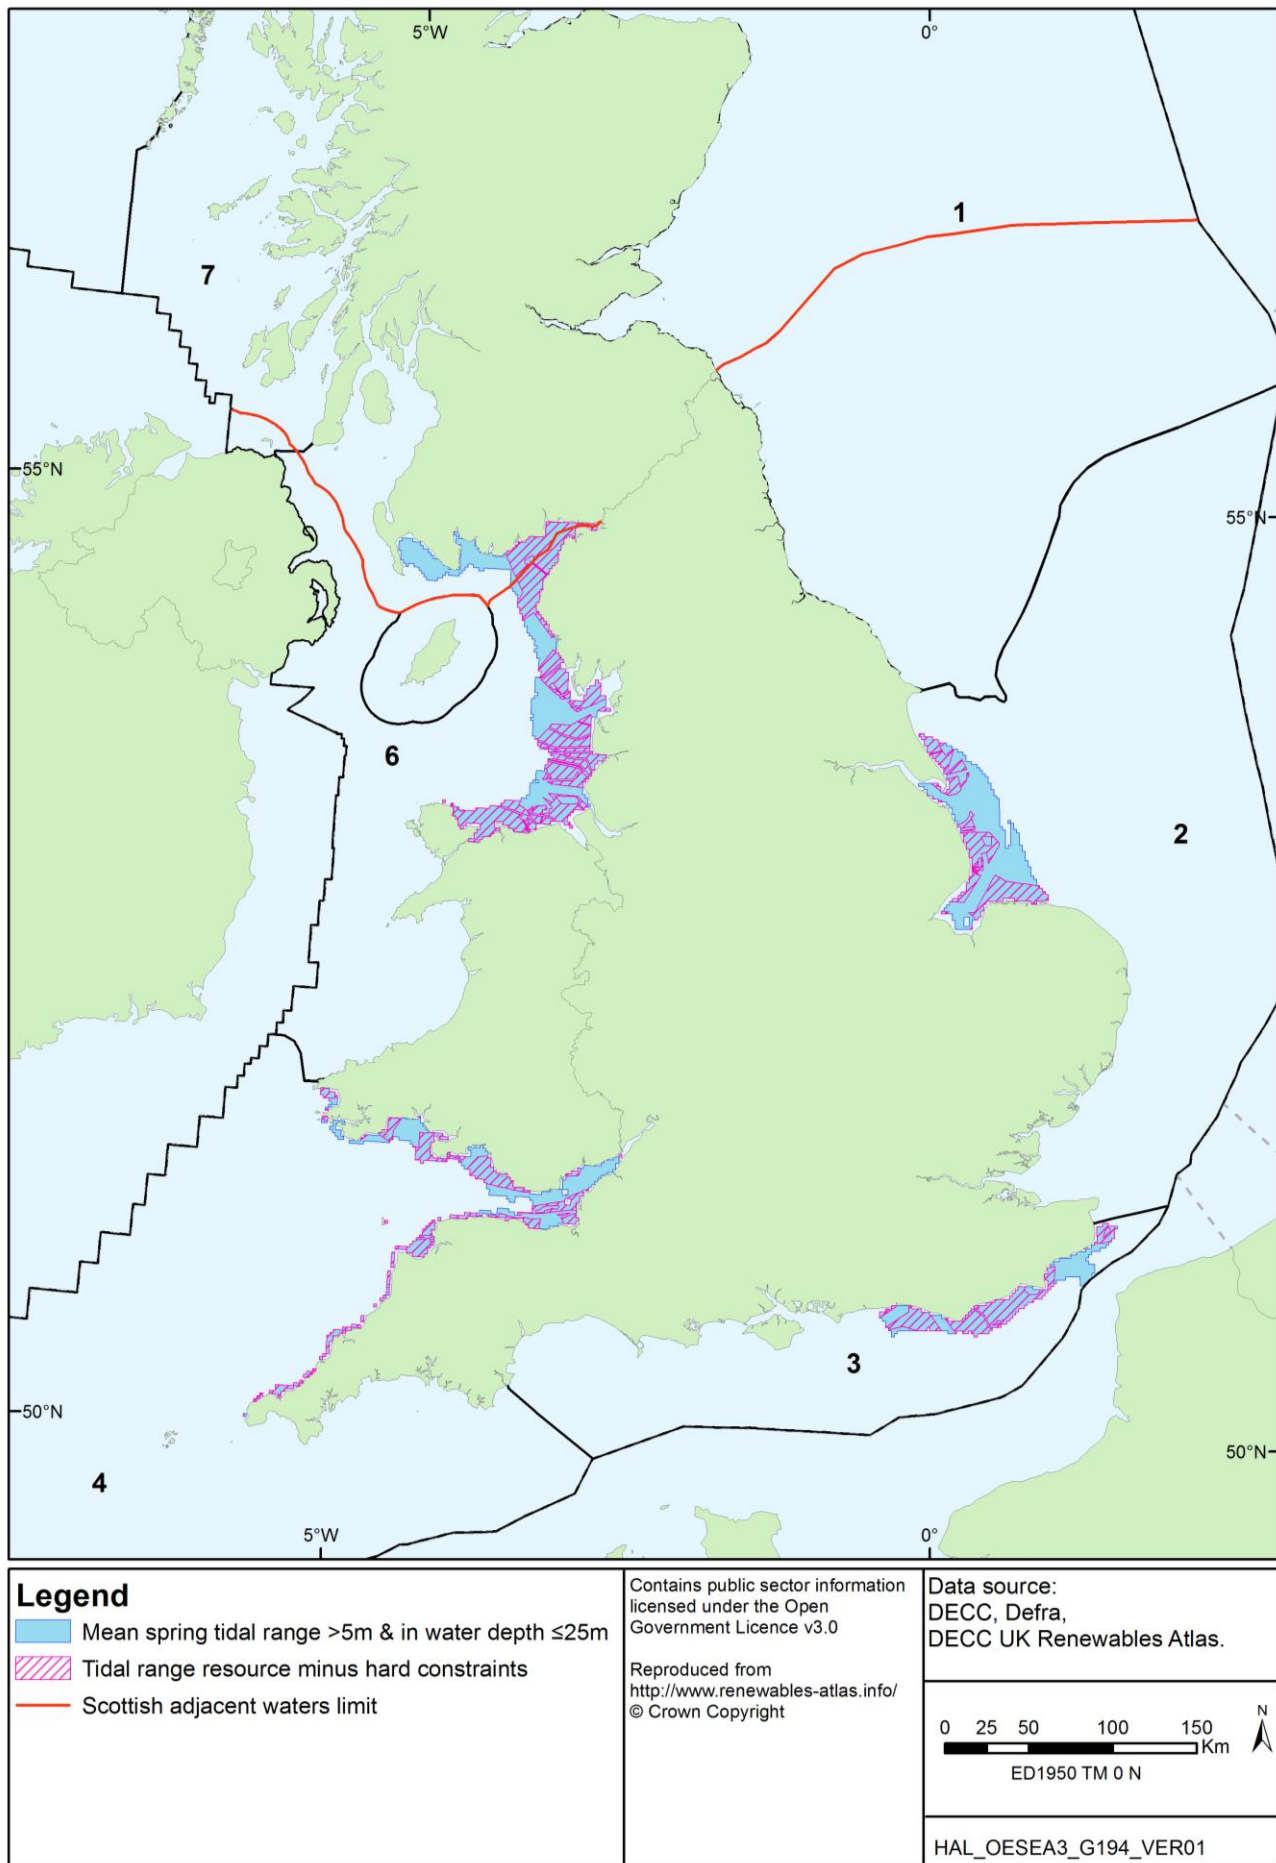 5°W
0°
1
7
55°N
55°N
6
2
3
50°N
50°N
4
5°W
0°
Legend
Mean spring tidal range >5m & in water depth ≤25m
Tidal range resource minus hard constraints
Scottish adjacent waters limit
Contains public sector information
licensed under the Open
Government Licence v3.0
Reproduced from
http://www.renewables-atlas.info/
© Crown Copyright
Data source:
DECC, Defra,
DECC UK Renewables Atlas.
0 25 50 100 150
Km
N
ED1950 TM 0 N
HAL_OESEA3_G194_VER01